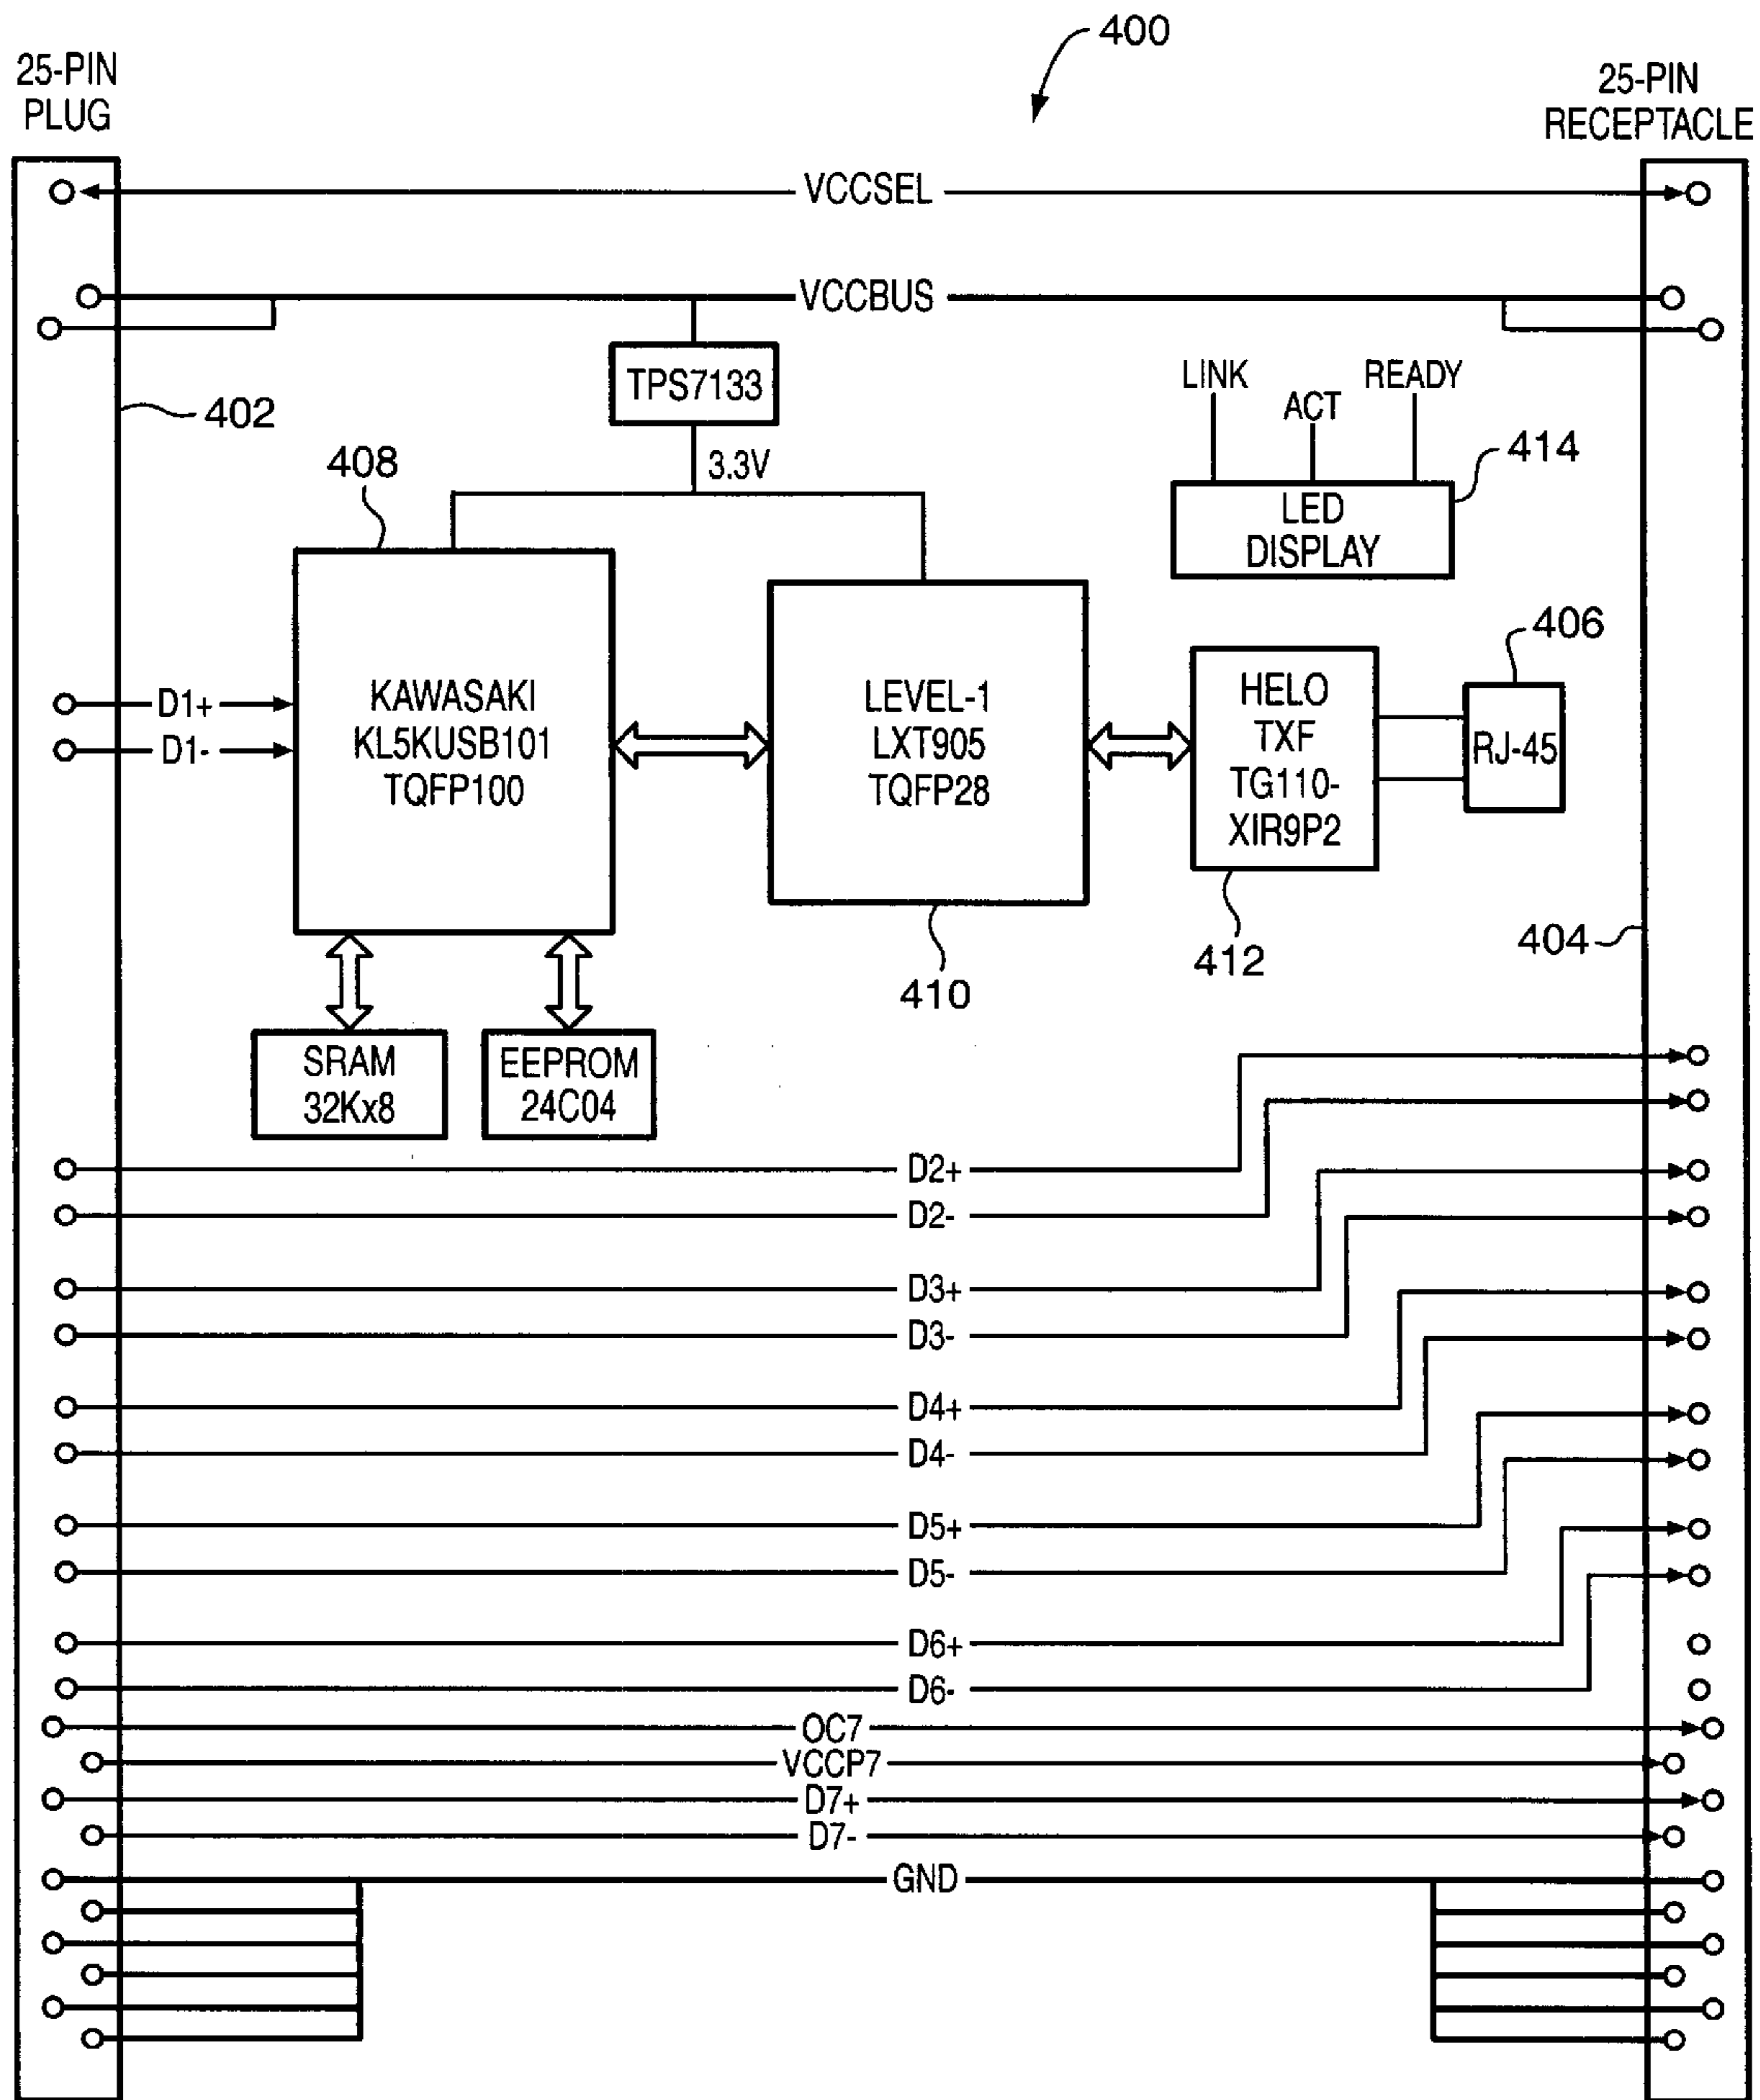 400
25-PIN
PLUG
25-PIN
RECEPTACLE
VCCSEL
VCCBUS
TPS7133
402
LINK
ACT
READY
414
408
3.3V
LED
DISPLAY
406
KAWASAKI
KL5KUSB101
TQFP100
LEVEL-1
LXT905
TQFP28
HELO
TXF
TG110-
XIR9P2
RJ-45
D1+
D1-
404
412
410
SRAM
32Kx8
EEPROM
24C04
D2+
D2-
D3+
D3-
D4+
D4-
D5+
D5-
D6+
D6-
OC7
VCCP7
D7+
D7-
GND